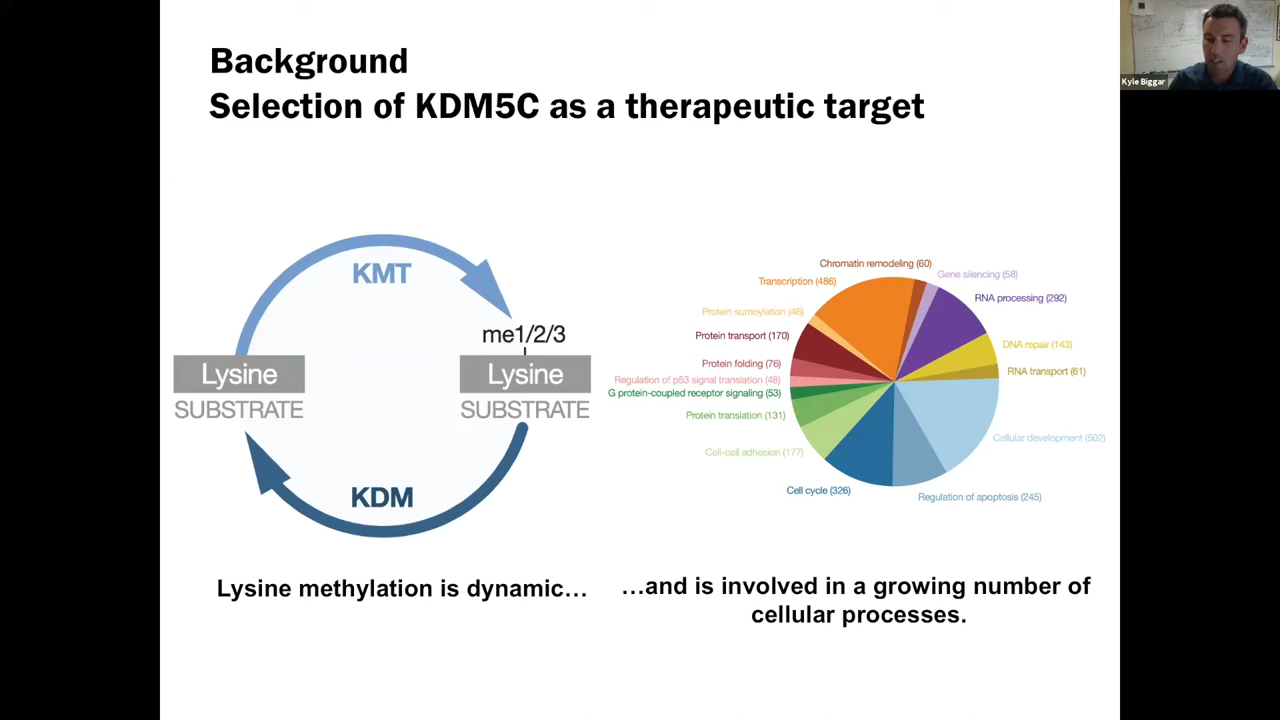 Background
Selection of KDM5C as a therapeutic target
Kyle Biggar
KMT
me1/2/3
Lysine
SUBSTRATE
Lysine
SUBSTRATE
KDM
Lysine methylation is dynamic…
Chromatin remodeling (60)
Gene silencing (58)
Transcription (486)
RNA processing (292)
Protein sumoylation (46)
Protein transport (170)
DNA repair (143)
Protein folding (76)
RNA transport (61)
Regulation of p53 signal translation (48)
G protein-coupled receptor signaling (53)
Protein translation (131)
Cellular development (502)
Cell-cell adhesion (177)
Cell cycle (326)
Regulation of apoptosis (245)
…and is involved in a growing number of
cellular processes.